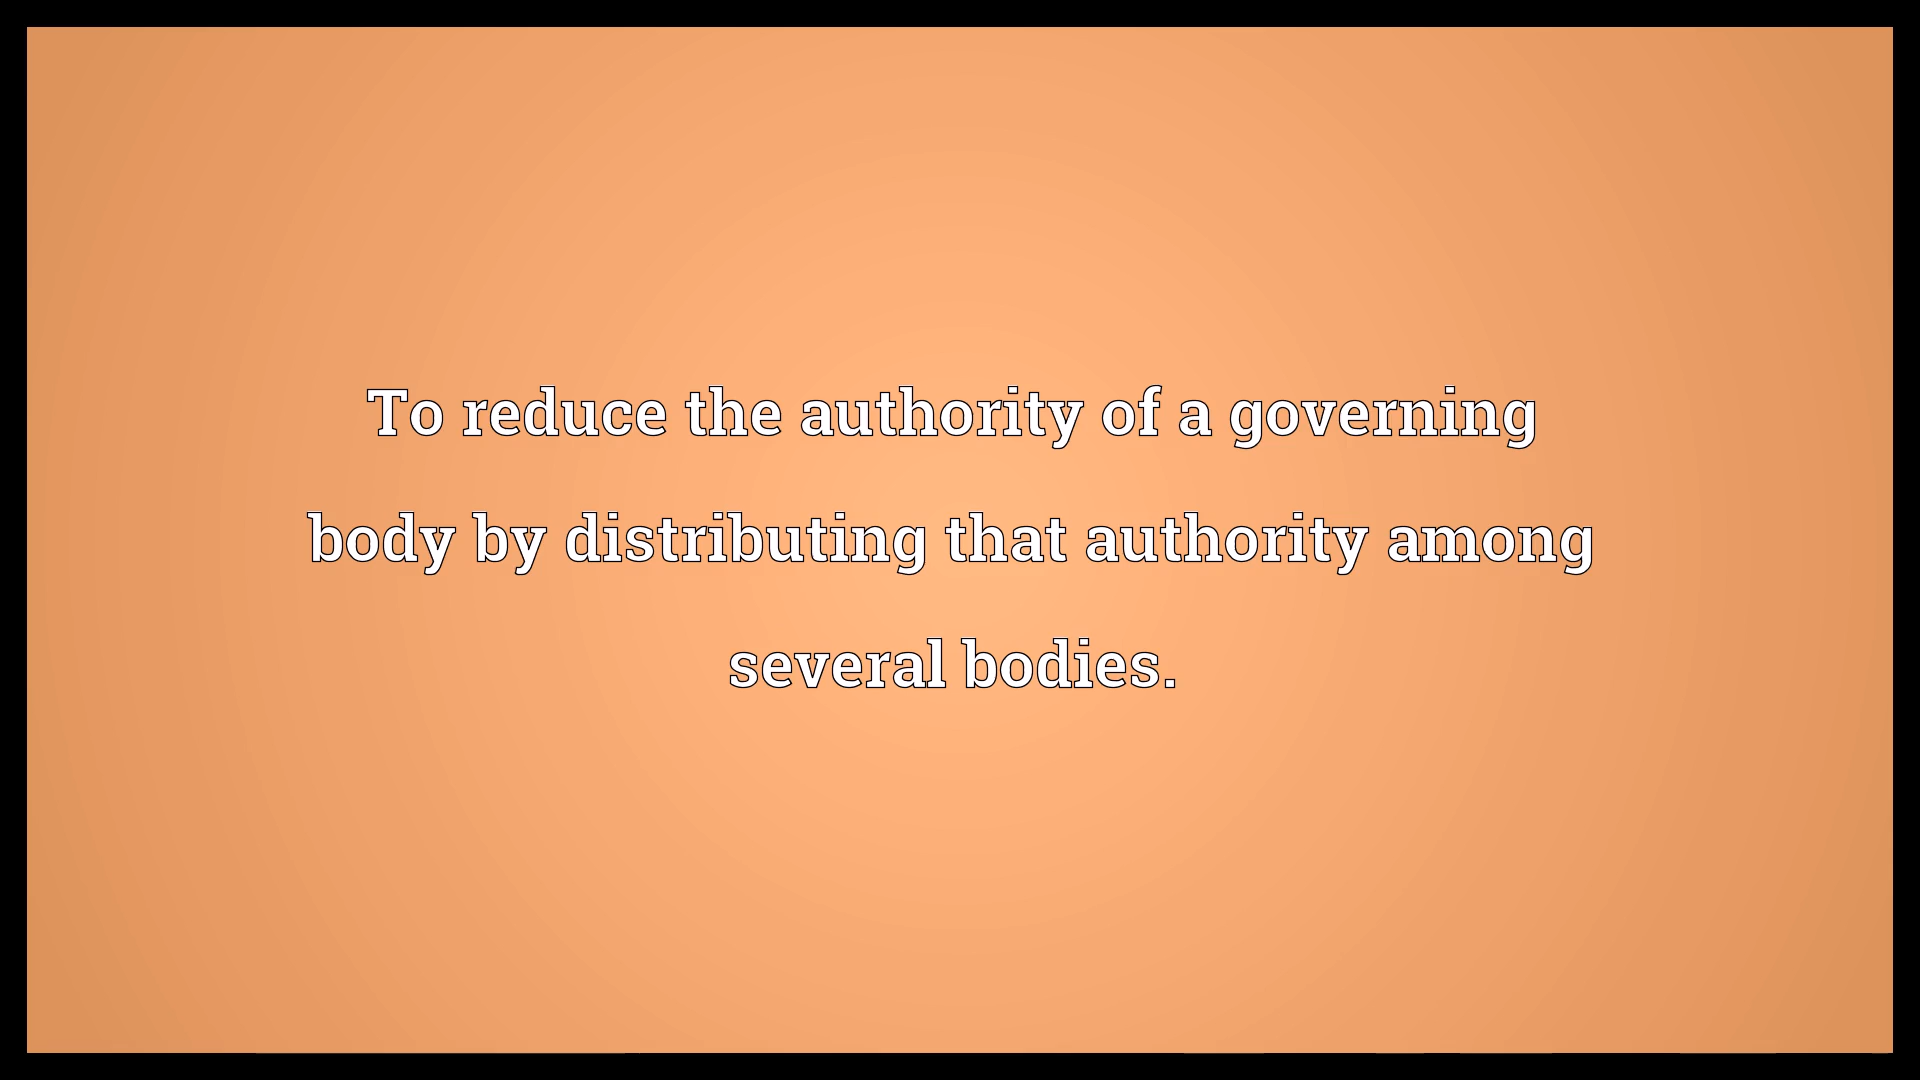 To reduce the authority of a governing
body by distributing that authority among
several bodies.